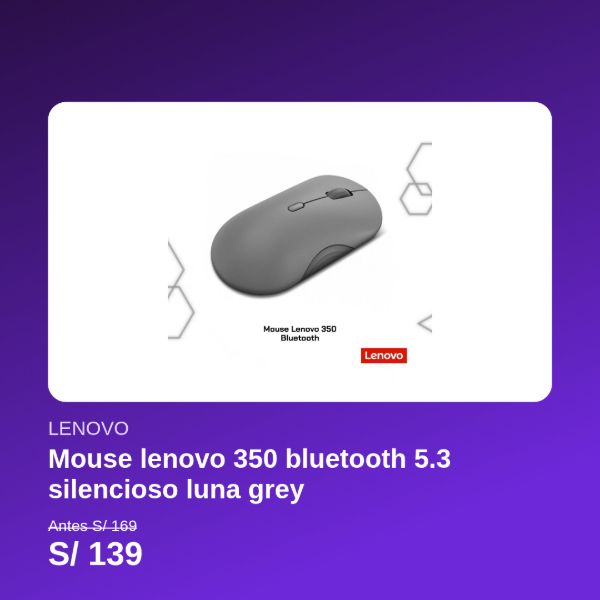 Mouse Lenovo 350
Bluetooth
Lenovo
LENOVO
Mouse lenovo 350 bluetooth 5.3
silencioso luna grey
Antes S/ 169
S/ 139